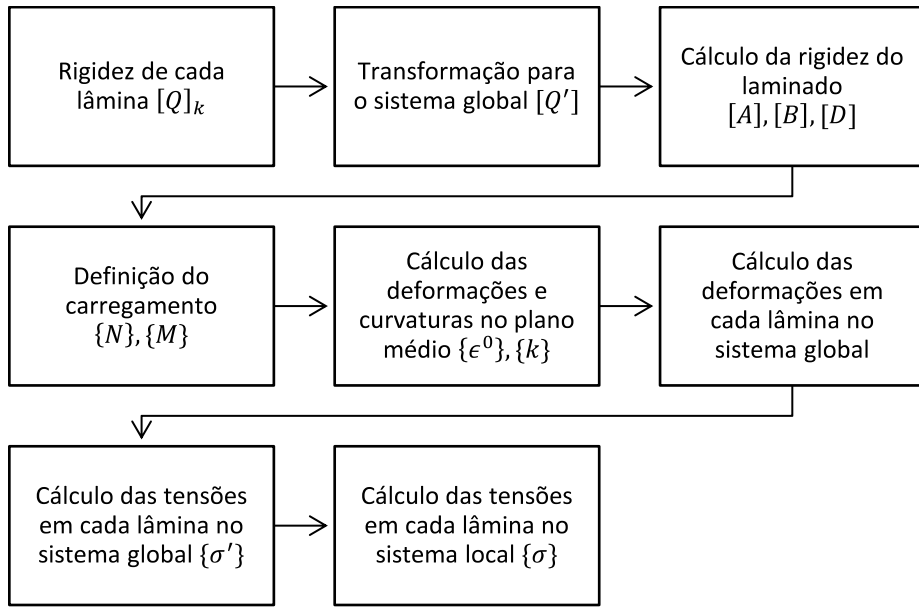 Rigidez de cada
lâmina [Q]ₖ
Transformação para
o sistema global [Q′]
Cálculo da rigidez do
laminado
[A], [B], [D]
Definição do
carregamento
{N}, {M}
Cálculo das
deformações e
curvaturas no plano
médio {ϵ⁰}, {k}
Cálculo das
deformações em
cada lâmina no
sistema global
Cálculo das tensões
em cada lâmina no
sistema global {σ′}
Cálculo das tensões
em cada lâmina no
sistema local {σ}